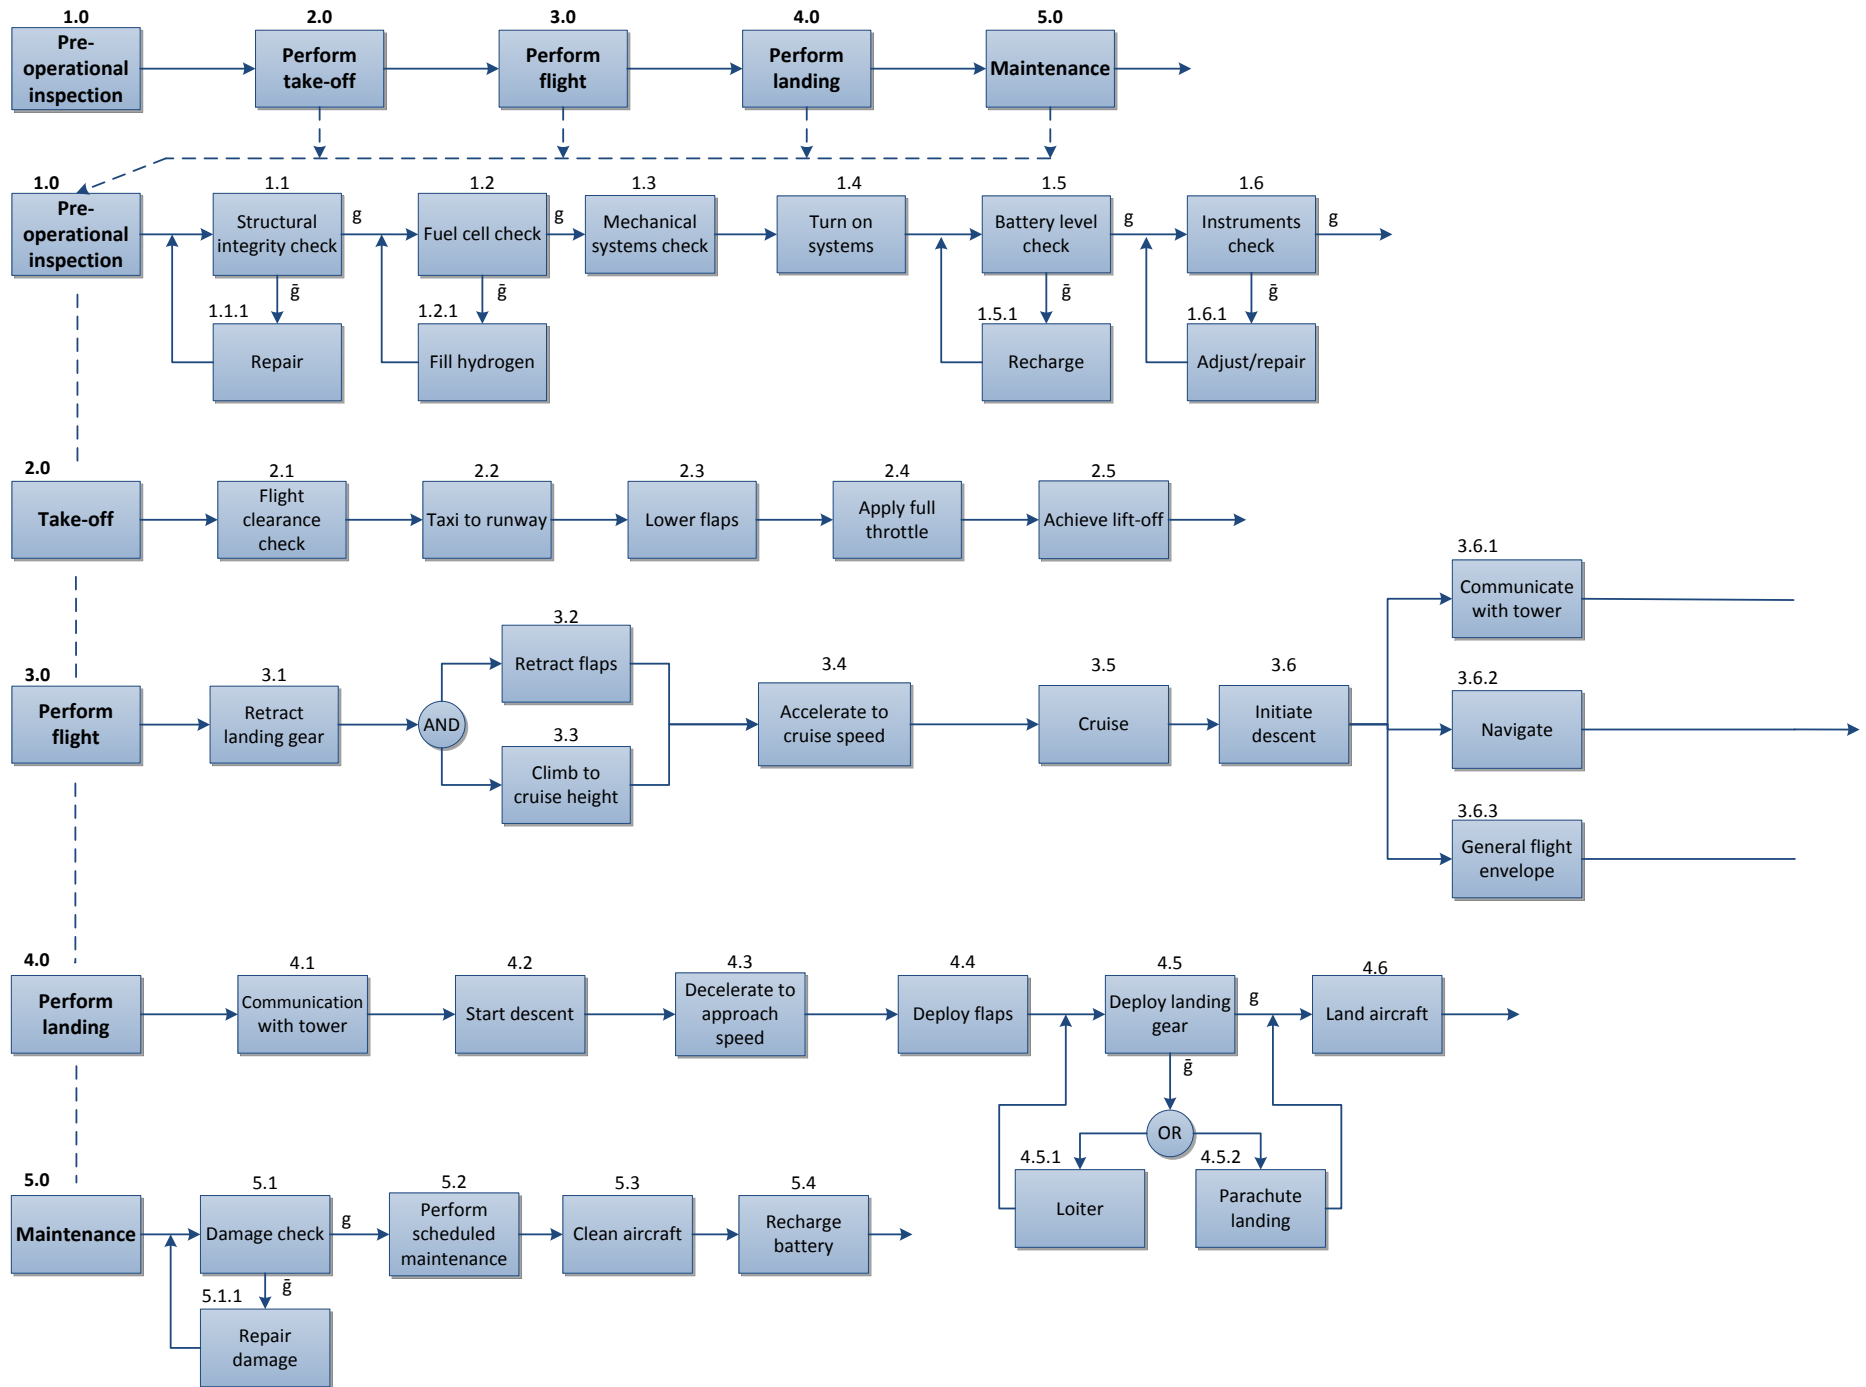 1.0
2.0
3.0
4.0
5.0
Pre-
operational
inspection
Perform
take-off
Perform
flight
Perform
landing
Maintenance
1.0
1.1
1.2
1.3
1.4
1.5
1.6
Pre-
operational
inspection
Structural
integrity check
g
Fuel cell check
g
Mechanical
systems check
Turn on
systems
Battery level
check
g
Instruments
check
g
ḡ
ḡ
ḡ
ḡ
1.1.1
1.2.1
1.5.1
1.6.1
Repair
Fill hydrogen
Recharge
Adjust/repair
2.0
2.1
2.2
2.3
2.4
2.5
Take-off
Flight
clearance
check
Taxi to runway
Lower flaps
Apply full
throttle
Achieve lift-off
3.0
3.1
3.2
3.3
3.4
3.5
3.6
3.6.1
3.6.2
3.6.3
Perform
flight
Retract
landing gear
AND
Retract flaps
Climb to
cruise height
Accelerate to
cruise speed
Cruise
Initiate
descent
Communicate
with tower
Navigate
General flight
envelope
4.0
4.1
4.2
4.3
4.4
4.5
4.6
Perform
landing
Communication
with tower
Start descent
Decelerate to
approach
speed
Deploy flaps
Deploy landing
gear
g
Land aircraft
ḡ
OR
4.5.1
4.5.2
Loiter
Parachute
landing
5.0
5.1
5.2
5.3
5.4
Maintenance
Damage check
g
Perform
scheduled
maintenance
Clean aircraft
Recharge
battery
ḡ
5.1.1
Repair
damage